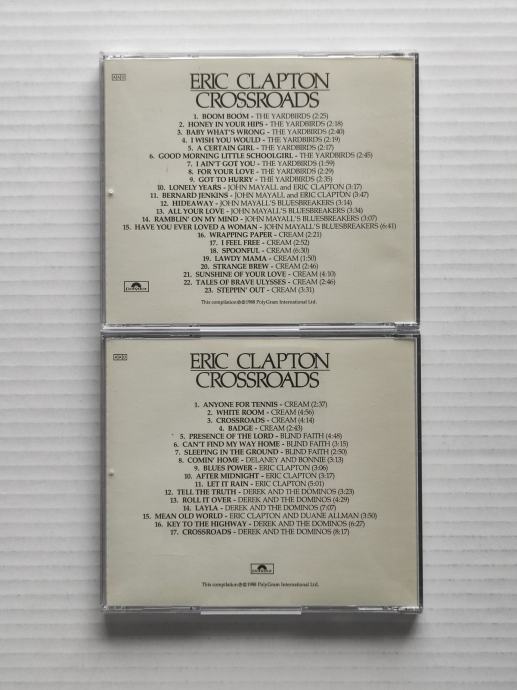 AAD
ERIC CLAPTON
CROSSROADS
1. BOOM BOOM - THE YARDBIRDS (2:25)
2. HONEY IN YOUR HIPS - THE YARDBIRDS (2:18)
3. BABY WHAT'S WRONG - THE YARDBIRDS (2:40)
4. I WISH YOU WOULD - THE YARDBIRDS (2:19)
5. A CERTAIN GIRL - THE YARDBIRDS (2:17)
6. GOOD MORNING LITTLE SCHOOLGIRL - THE YARDBIRDS (2:45)
7. I AIN'T GOT YOU - THE YARDBIRDS (1:59)
8. FOR YOUR LOVE - THE YARDBIRDS (2:29)
9. GOT TO HURRY - THE YARDBIRDS (2:35)
10. LONELY YEARS - JOHN MAYALL and ERIC CLAPTON (3:17)
11. BERNARD JENKINS - JOHN MAYALL and ERIC CLAPTON (3:47)
12. HIDEAWAY - JOHN MAYALL'S BLUESBREAKERS (3:14)
13. ALL YOUR LOVE - JOHN MAYALL'S BLUESBREAKERS (3:34)
14. RAMBLIN' ON MY MIND - JOHN MAYALL'S BLUESBREAKERS (3:07)
15. HAVE YOU EVER LOVED A WOMAN - JOHN MAYALL'S BLUESBREAKERS (6:41)
16. WRAPPING PAPER - CREAM (2:21)
17. I FEEL FREE - CREAM (2:52)
18. SPOONFUL - CREAM (6:30)
19. LAWDY MAMA - CREAM (1:50)
20. STRANGE BREW - CREAM (2:46)
21. SUNSHINE OF YOUR LOVE - CREAM (4:10)
22. TALES OF BRAVE ULYSSES - CREAM (2:46)
23. STEPPIN' OUT - CREAM (3:31)
This compilation ℗© 1988 PolyGram International Ltd.
ERIC CLAPTON
CROSSROADS
1. ANYONE FOR TENNIS - CREAM (2:37)
2. WHITE ROOM - CREAM (4:56)
3. CROSSROADS - CREAM (4:14)
4. BADGE - CREAM (2:43)
5. PRESENCE OF THE LORD - BLIND FAITH (4:48)
6. CAN'T FIND MY WAY HOME - BLIND FAITH (3:15)
7. SLEEPING IN THE GROUND - BLIND FAITH (2:50)
8. COMIN' HOME - DELANEY AND BONNIE (3:13)
9. BLUES POWER - ERIC CLAPTON (3:06)
10. AFTER MIDNIGHT - ERIC CLAPTON (3:17)
11. LET IT RAIN - ERIC CLAPTON (5:01)
12. TELL THE TRUTH - DEREK AND THE DOMINOS (3:23)
13. ROLL IT OVER - DEREK AND THE DOMINOS (4:29)
14. LAYLA - DEREK AND THE DOMINOS (7:07)
15. MEAN OLD WORLD - ERIC CLAPTON AND DUANE ALLMAN (3:50)
16. KEY TO THE HIGHWAY - DEREK AND THE DOMINOS (6:27)
17. CROSSROADS - DEREK AND THE DOMINOS (8:17)
This compilation ℗© 1988 PolyGram International Ltd.